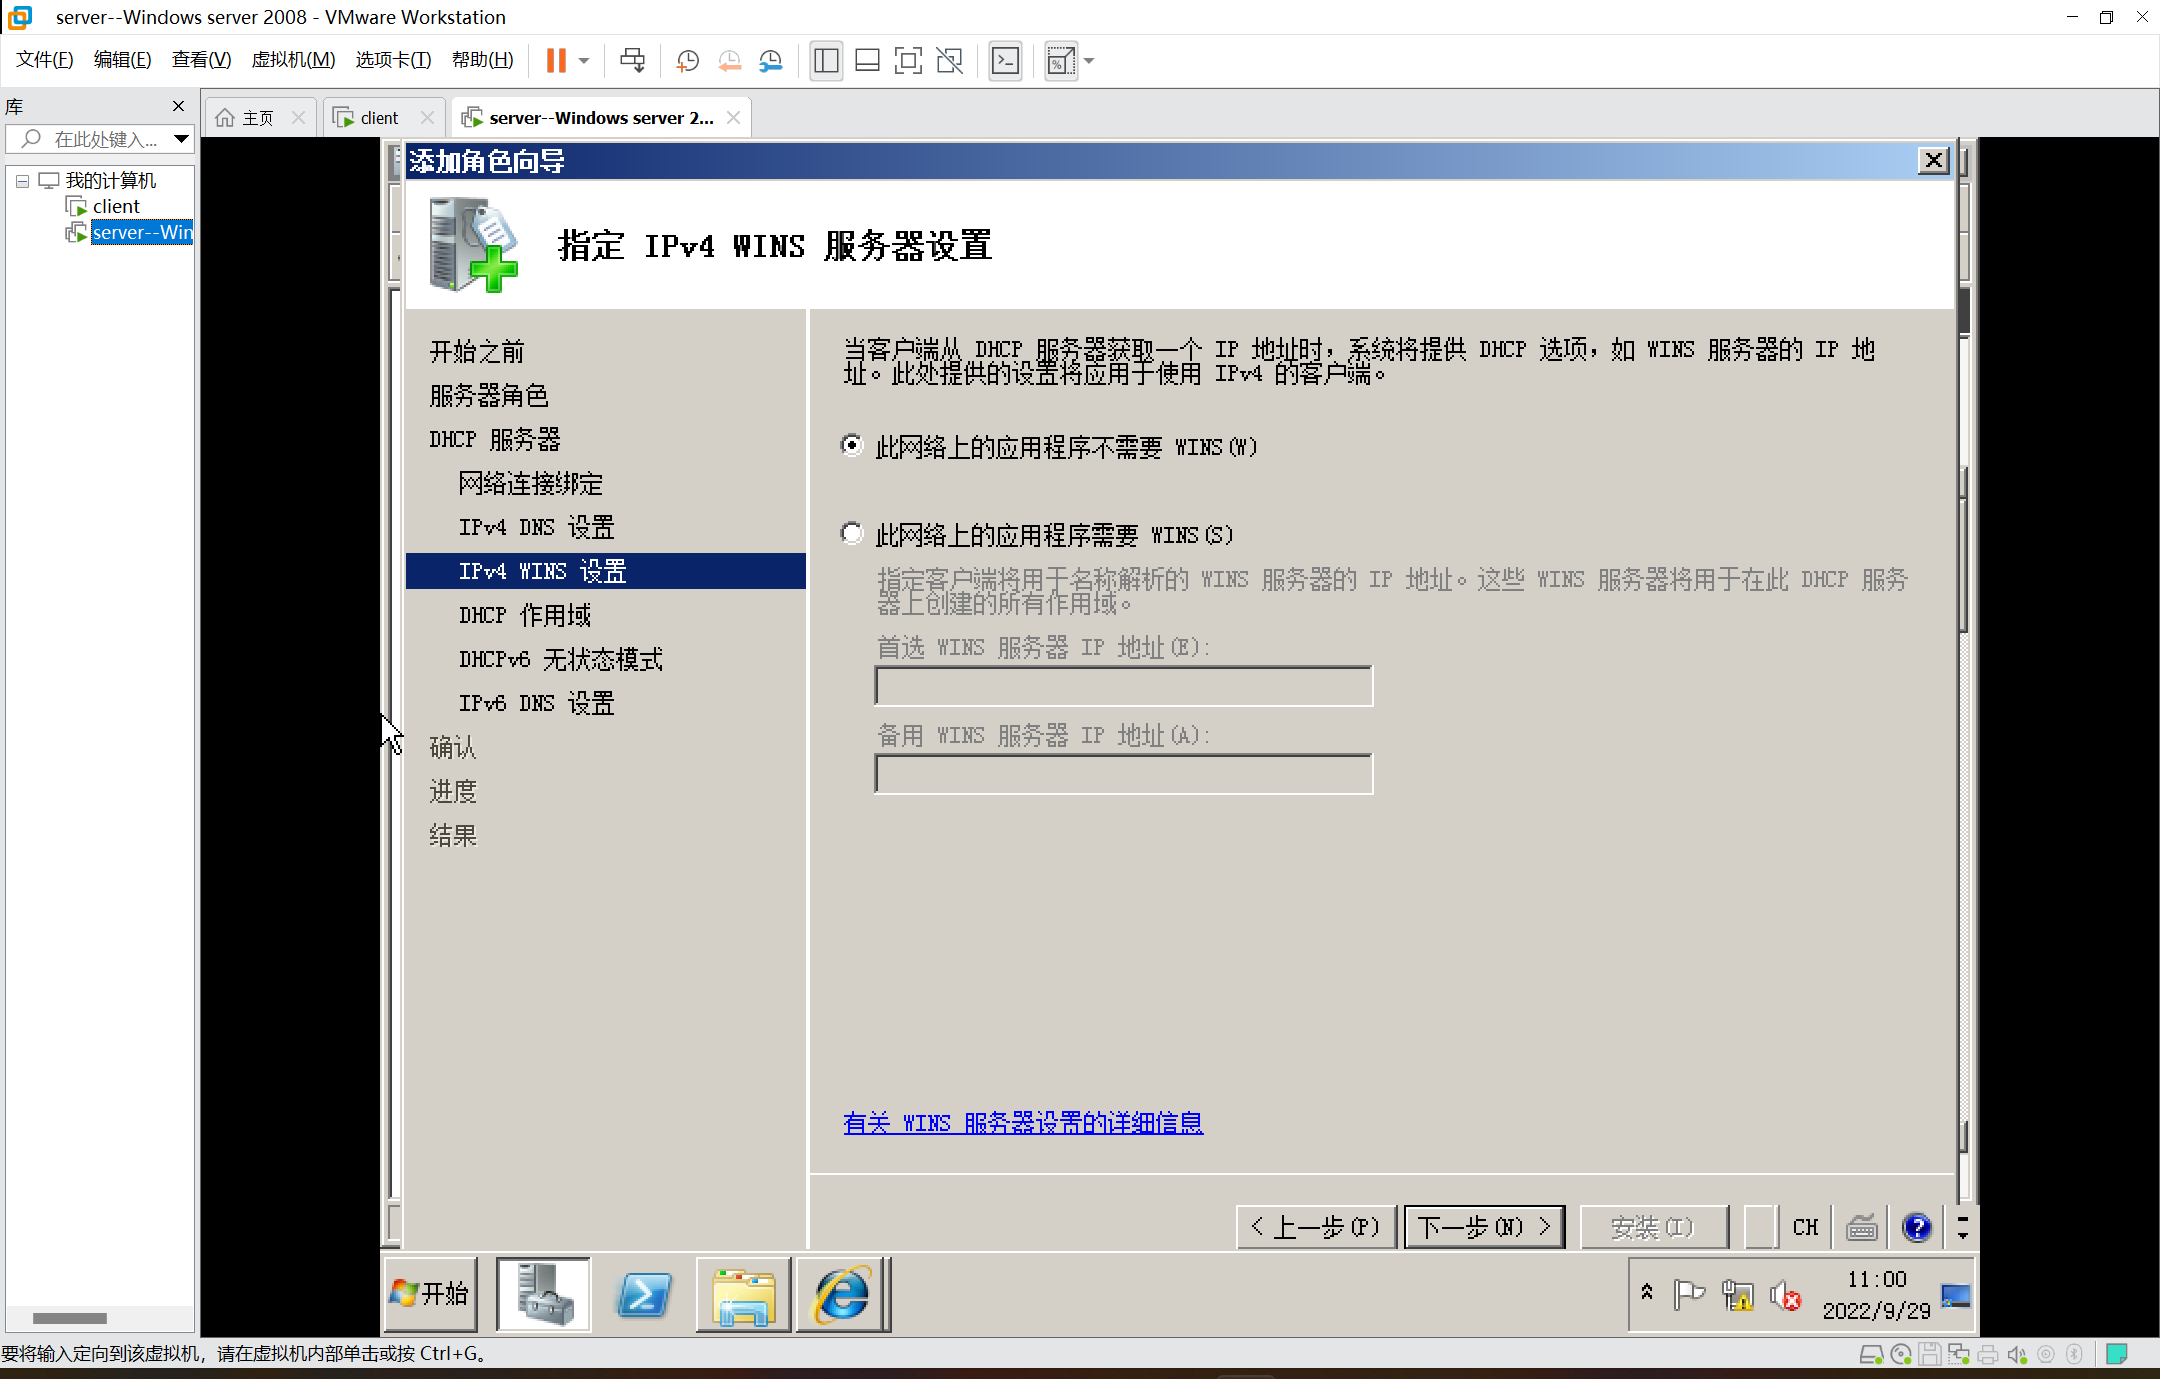 server--Windows server 2008 - VMware Workstation
文件(F) 编辑(E) 查看(V) 虚拟机(M) 选项卡(T) 帮助(H)
库
主页
client
server--Windows server 2...
在此处键入...
我的计算机
client
server--Win
添加角色向导
指定 IPv4 WINS 服务器设置
开始之前
服务器角色
DHCP 服务器
网络连接绑定
IPv4 DNS 设置
IPv4 WINS 设置
DHCP 作用域
DHCPv6 无状态模式
IPv6 DNS 设置
确认
进度
结果
当客户端从 DHCP 服务器获取一个 IP 地址时，系统将提供 DHCP 选项，如 WINS 服务器的 IP 地
址。此处提供的设置将应用于使用 IPv4 的客户端。
此网络上的应用程序不需要 WINS(W)
此网络上的应用程序需要 WINS(S)
指定客户端将用于名称解析的 WINS 服务器的 IP 地址。这些 WINS 服务器将用于在此 DHCP 服务
器上创建的所有作用域。
首选 WINS 服务器 IP 地址(E):
备用 WINS 服务器 IP 地址(A):
有关 WINS 服务器设置的详细信息
< 上一步(P)
下一步(N) >
安装(I)
CH
开始
11:00
2022/9/29
要将输入定向到该虚拟机，请在虚拟机内部单击或按 Ctrl+G。